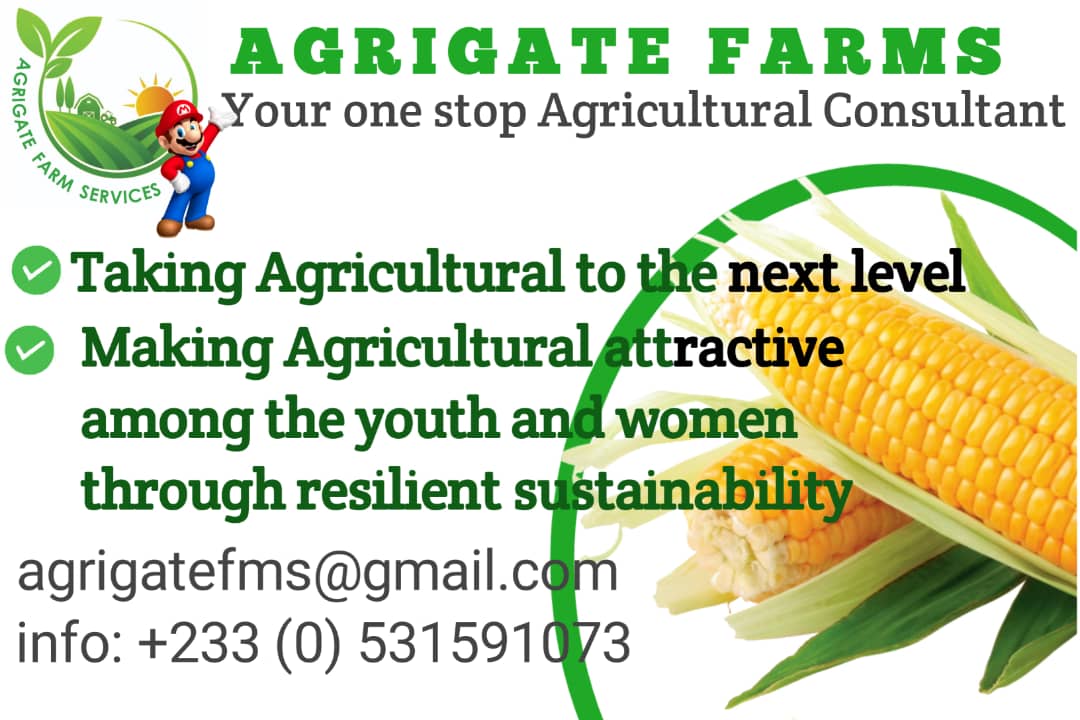 AGRIGATE FARMS
Your one stop Agricultural Consultant
AGRIGATE FARM SERVICES
M
Taking Agricultural to the next level
Making Agricultural attractive
among the youth and women
through resilient sustainability
agrigatefms@gmail.com
info: +233 (0) 531591073